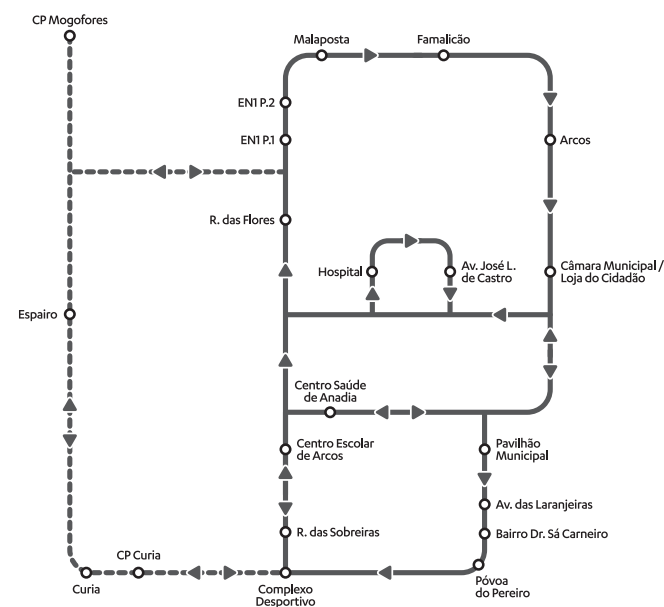 CP Mogofores
Malaposta
Famalicão
EN1 P.2
EN1 P.1
Arcos
R. das Flores
Hospital
Av. José L.
de Castro
Câmara Municipal /
Loja do Cidadão
Espairo
Centro Saúde
de Anadia
Centro Escolar
de Arcos
Pavilhão
Municipal
Av. das Laranjeiras
R. das Sobreiras
Bairro Dr. Sá Carneiro
CP Curia
Curia
Complexo
Desportivo
Póvoa
do Pereiro